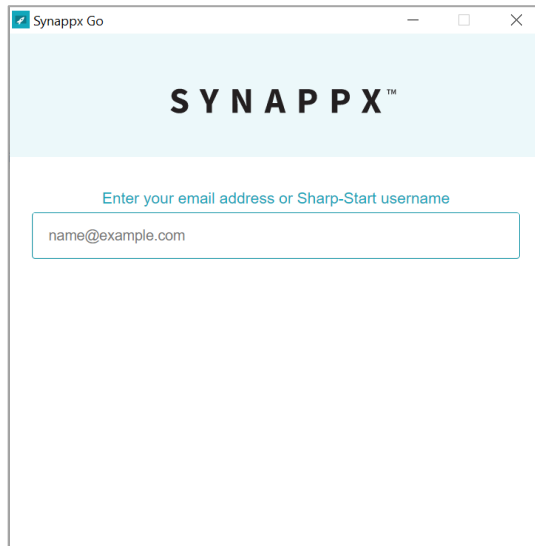 Synappx Go
SYNAPPX™
Enter your email address or Sharp-Start username
name@example.com